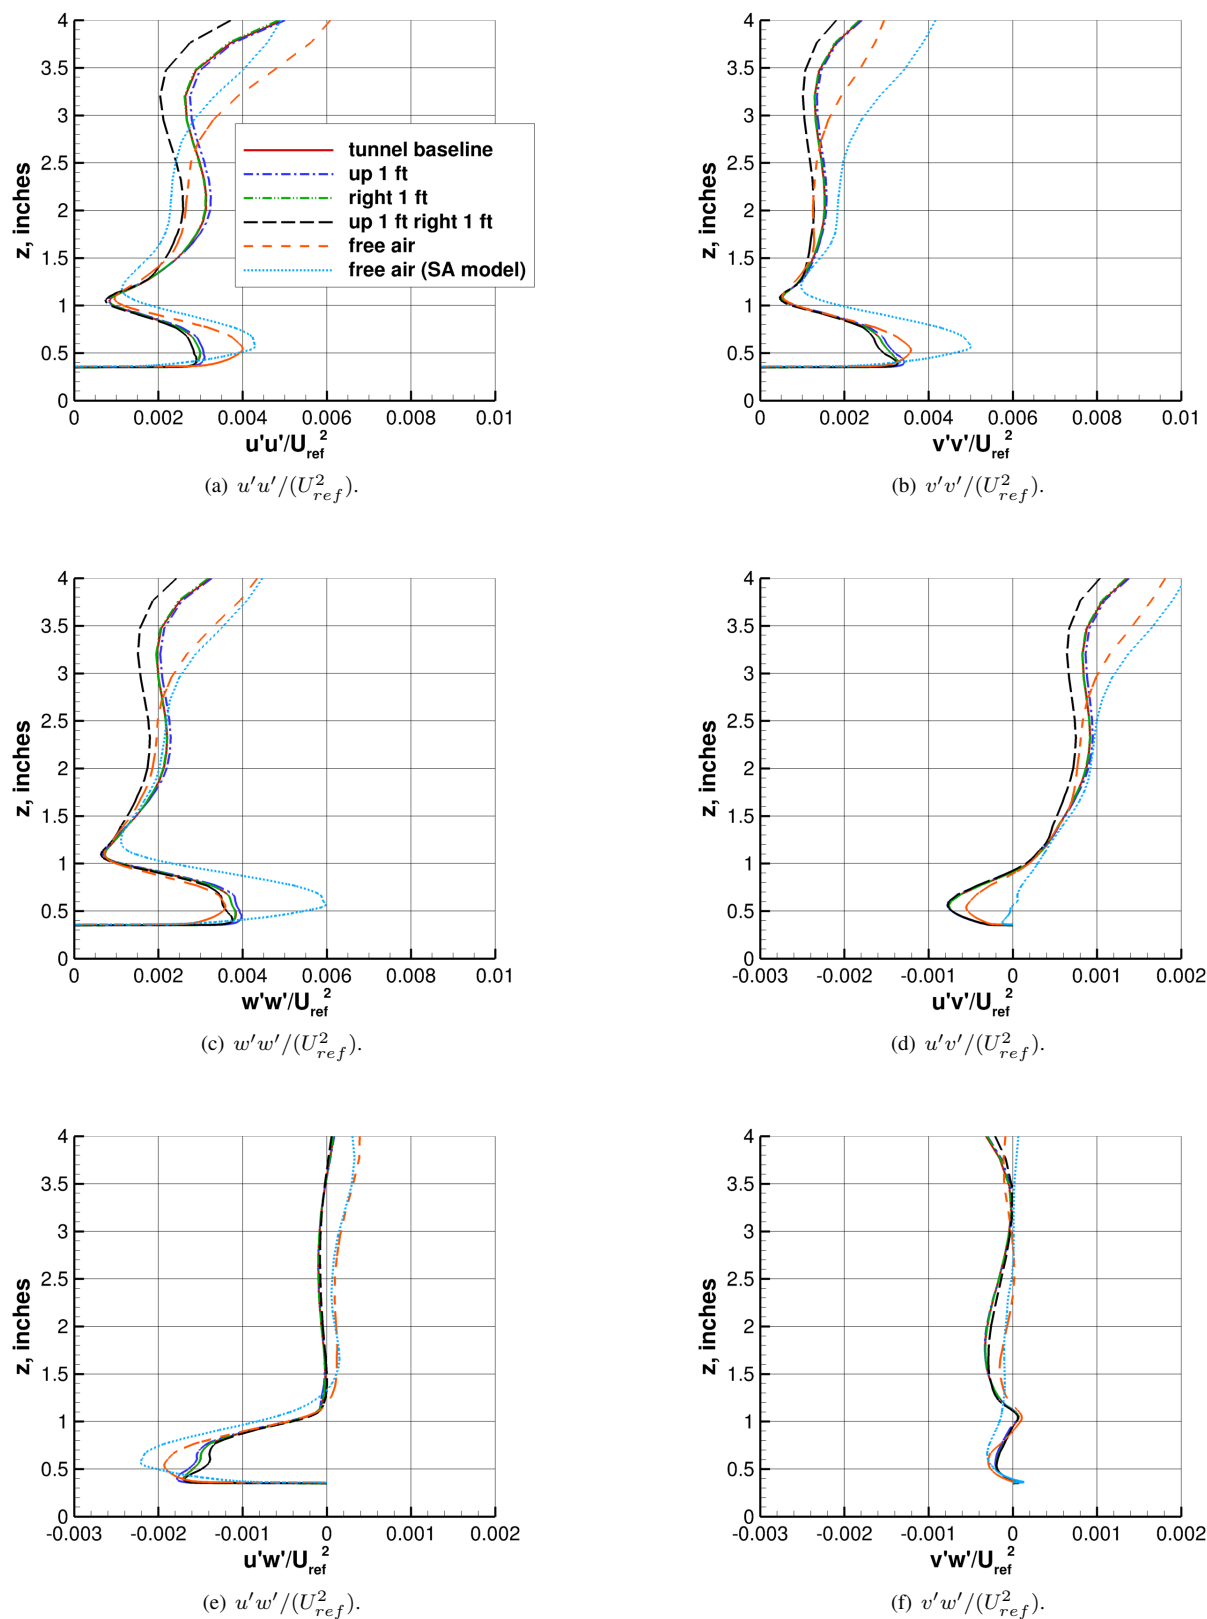 4
3.5
3
2.5
2
1.5
1
0.5
0
z, inches
0 0.002 0.004 0.006 0.008 0.01
u'u'/U_ref^2
tunnel baseline
up 1 ft
right 1 ft
up 1 ft right 1 ft
free air
free air (SA model)
(a) u'u'/(U_ref^2).
4
3.5
3
2.5
2
1.5
1
0.5
0
z, inches
0 0.002 0.004 0.006 0.008 0.01
v'v'/U_ref^2
(b) v'v'/(U_ref^2).
4
3.5
3
2.5
2
1.5
1
0.5
0
z, inches
0 0.002 0.004 0.006 0.008 0.01
w'w'/U_ref^2
(c) w'w'/(U_ref^2).
4
3.5
3
2.5
2
1.5
1
0.5
0
z, inches
-0.003 -0.002 -0.001 0 0.001 0.002
u'v'/U_ref^2
(d) u'v'/(U_ref^2).
4
3.5
3
2.5
2
1.5
1
0.5
0
z, inches
-0.003 -0.002 -0.001 0 0.001 0.002
u'w'/U_ref^2
(e) u'w'/(U_ref^2).
4
3.5
3
2.5
2
1.5
1
0.5
0
z, inches
-0.003 -0.002 -0.001 0 0.001 0.002
v'w'/U_ref^2
(f) v'w'/(U_ref^2).